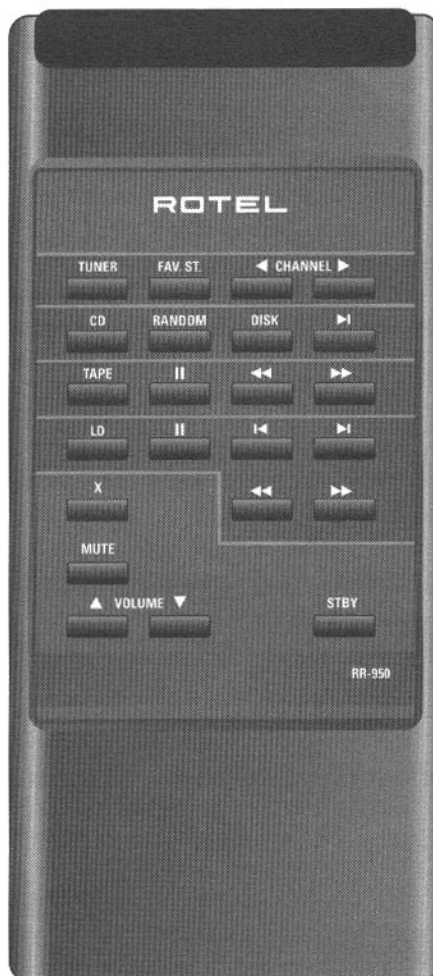 ROTEL
TUNER FAV. ST. ◀ CHANNEL ▶
CD RANDOM DISK ▶I
TAPE II ◀◀ ▶▶
LD II I◀ ▶I
X ◀◀ ▶▶
MUTE
▲ VOLUME ▼ STBY
RR-950